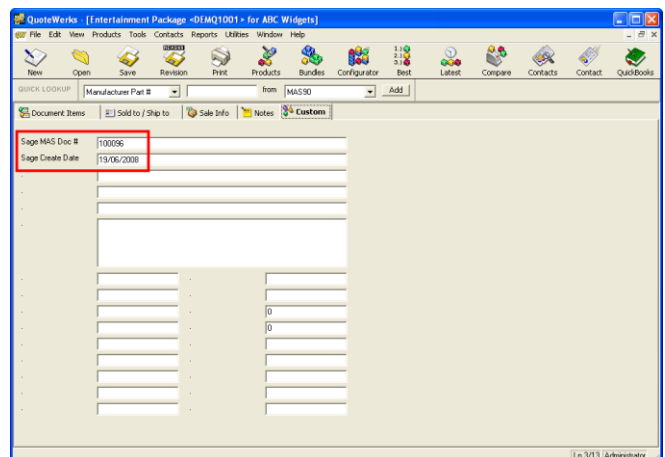 QuoteWerks - [Entertainment Package <DEMQ1001> for ABC Widgets]
File Edit View Products Tools Contacts Reports Utilities Window Help
New Open Save Revision Print Products Bundles Configurator Best Latest Compare Contacts Contact QuickBooks
QUICK LOOKUP Manufacturer Part # from MAS90 Add
Document Items Sold to / Ship to Sale Info Notes Custom
Sage MAS Doc # 100096
Sage Create Date 19/06/2008
0
0
Ln 3/13 Administrator